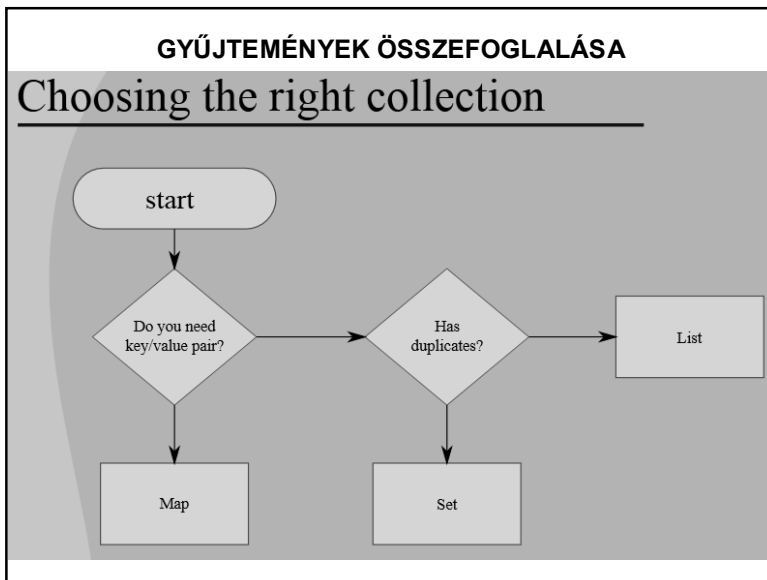 GYŰJTEMÉNYEK ÖSSZEFOGLALÁSA
Choosing the right collection
start
Do you need
key/value pair?
Has
duplicates?
List
Map
Set